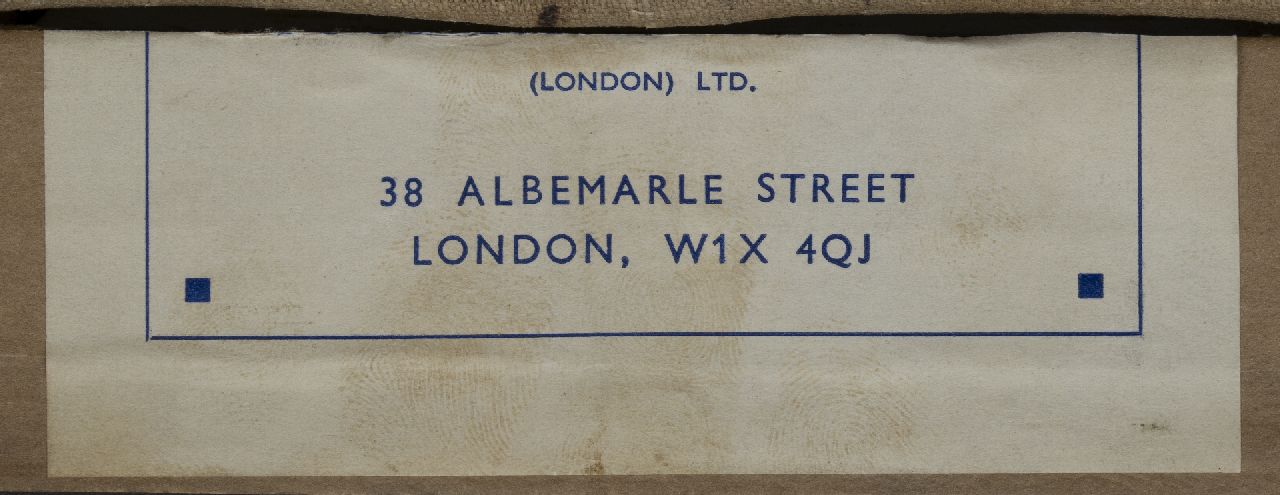 (LONDON) LTD.
38 ALBEMARLE STREET
LONDON, W1X 4QJ